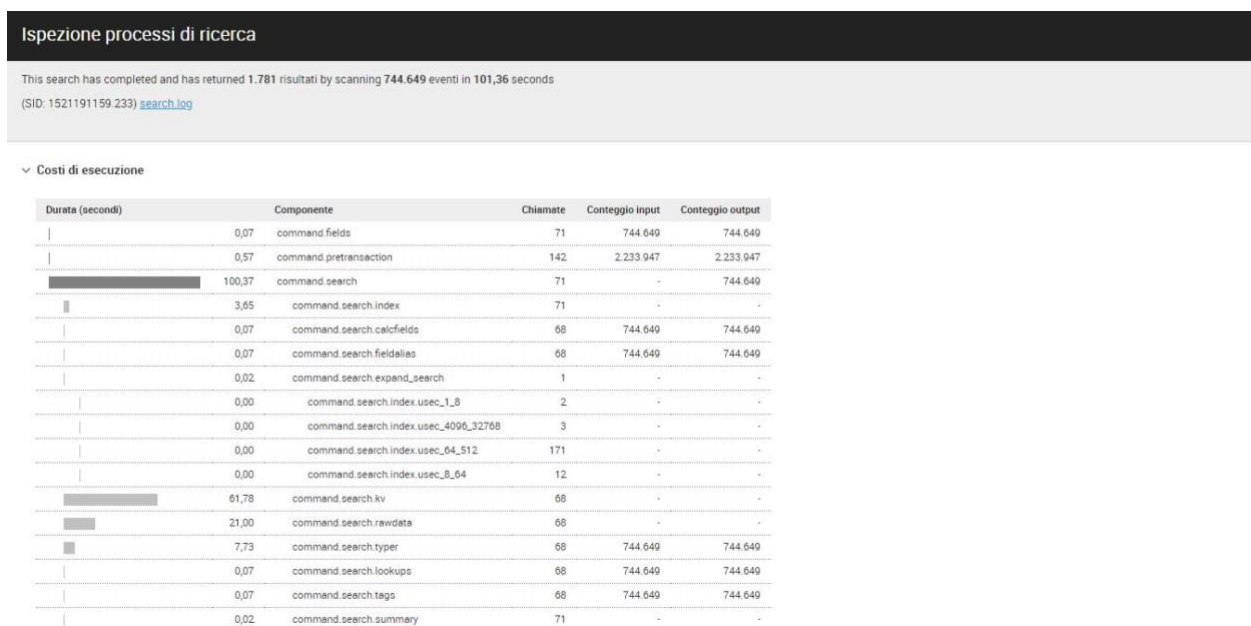 Ispezione processi di ricerca
This search has completed and has returned 1.781 risultati by scanning 744.649 eventi in 101,36 seconds
(SID: 1521191159.233) search.log
Costi di esecuzione
Durata (secondi) Componente Chiamate Conteggio input Conteggio output
0,07 command.fields 71 744.649 744.649
0,57 command.pretransaction 142 2.233.947 2.233.947
100,37 command.search 71 - 744.649
3,65 command.search.index 71 - -
0,07 command.search.calcfields 68 744.649 744.649
0,07 command.search.fieldalias 68 744.649 744.649
0,02 command.search.expand_search 1 - -
0,00 command.search.index.usec_1_8 2 - -
0,00 command.search.index.usec_4096_32768 3 - -
0,00 command.search.index.usec_64_512 171 - -
0,00 command.search.index.usec_8_64 12 - -
61,78 command.search.kv 68 - -
21,00 command.search.rawdata 68 - -
7,73 command.search.typer 68 744.649 744.649
0,07 command.search.lookups 68 744.649 744.649
0,07 command.search.tags 68 744.649 744.649
0,02 command.search.summary 71 - -